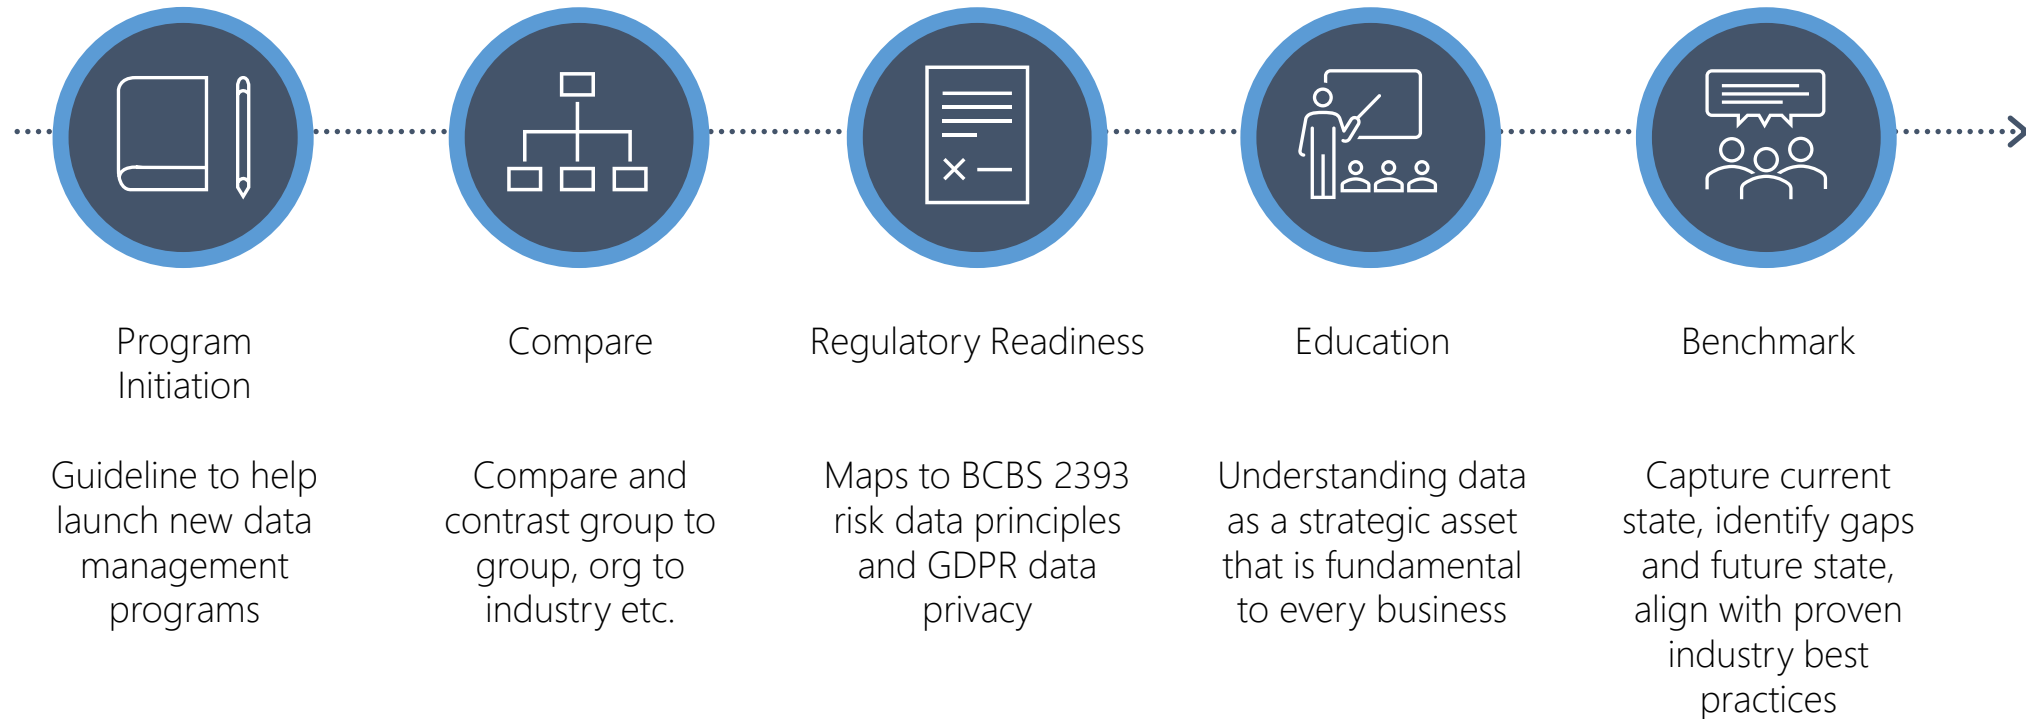 Program
Initiation
Guideline to help
launch new data
management
programs
Compare
Compare and
contrast group to
group, org to
industry etc.
Regulatory Readiness
Maps to BCBS 2393
risk data principles
and GDPR data
privacy
Education
Understanding data
as a strategic asset
that is fundamental
to every business
Benchmark
Capture current
state, identify gaps
and future state,
align with proven
industry best
practices